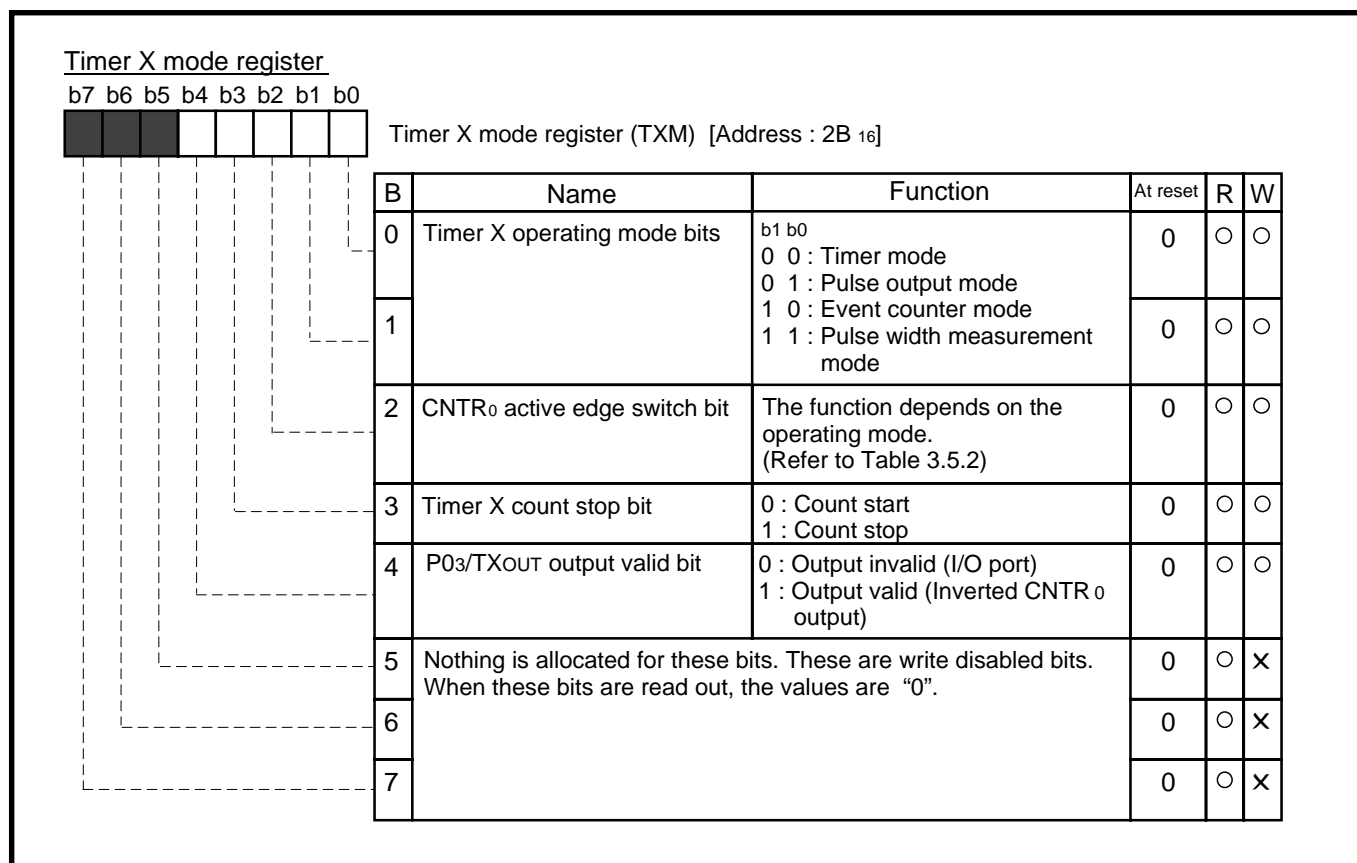 Timer X mode register
b7 b6 b5 b4 b3 b2 b1 b0
Timer X mode register (TXM) [Address : 2B 16]
B Name Function At reset R W
0 Timer X operating mode bits b1 b0 0 ○ ○
0 0 : Timer mode
0 1 : Pulse output mode
1 0 : Event counter mode
1 1 1 : Pulse width measurement 0 ○ ○
mode
2 CNTR0 active edge switch bit The function depends on the 0 ○ ○
operating mode.
(Refer to Table 3.5.2)
3 Timer X count stop bit 0 : Count start 0 ○ ○
1 : Count stop
4 P03/TXOUT output valid bit 0 : Output invalid (I/O port) 0 ○ ○
1 : Output valid (Inverted CNTR 0
output)
5 Nothing is allocated for these bits. These are write disabled bits. 0 ○ ×
When these bits are read out, the values are “0”.
6 0 ○ ×
7 0 ○ ×